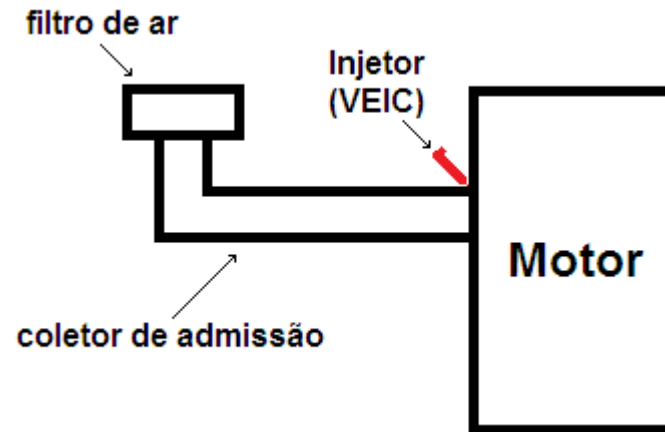 filtro de ar
Injetor
(VEIC)
Motor
coletor de admissão